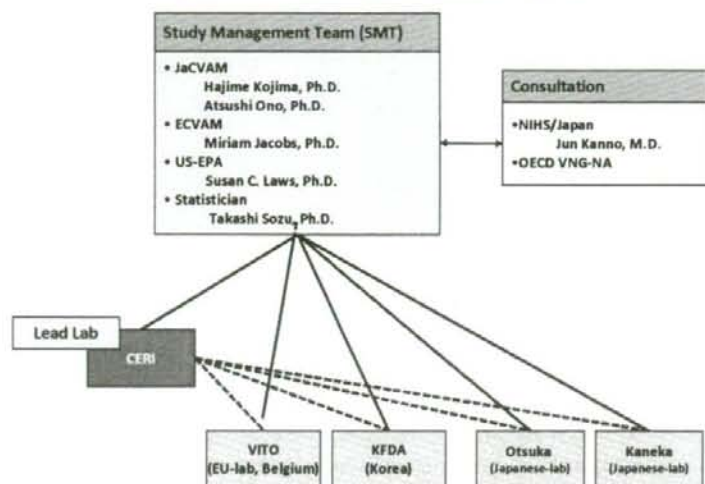 Study Management Team (SMT)
• JaCVAM
Hajime Kojima, Ph.D.
Atsushi Ono, Ph.D.
• ECVAM
Miriam Jacobs, Ph.D.
• US-EPA
Susan C. Laws, Ph.D.
• Statistician
Takashi Sozu, Ph.D.
Consultation
•NIHS/Japan
Jun Kanno, M.D.
•OECD VNG-NA
Lead Lab
CERI
VITO
(EU-lab, Belgium)
KFDA
(Korea)
Otsuka
(Japanese-lab)
Kaneka
(Japanese-lab)